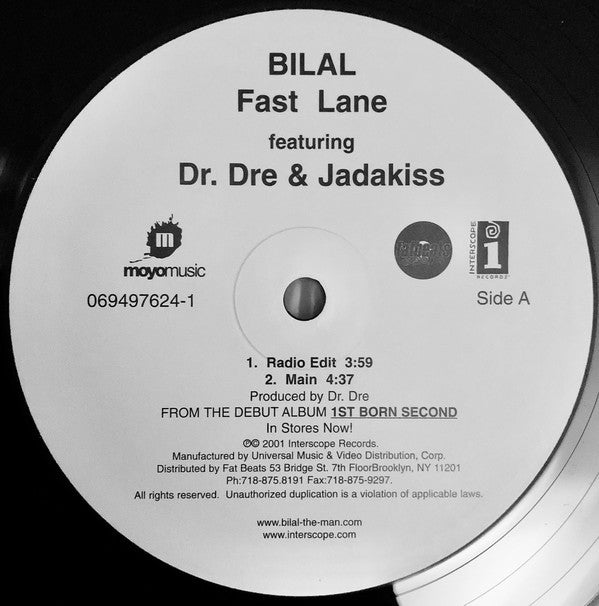 BILAL
Fast Lane
featuring
Dr. Dre & Jadakiss
m
moyomusic
INTERSCOPE
i
RECORDS
069497624-1
Side A
1. Radio Edit 3:59
2. Main 4:37
Produced by Dr. Dre
FROM THE DEBUT ALBUM 1ST BORN SECOND
In Stores Now!
℗© 2001 Interscope Records.
Manufactured by Universal Music & Video Distribution, Corp.
Distributed by Fat Beats 53 Bridge St. 7th FloorBrooklyn, NY 11201
Ph:718-875.8191 Fax:718-875-9297.
All rights reserved. Unauthorized duplication is a violation of applicable laws.
www.bilal-the-man.com
www.interscope.com